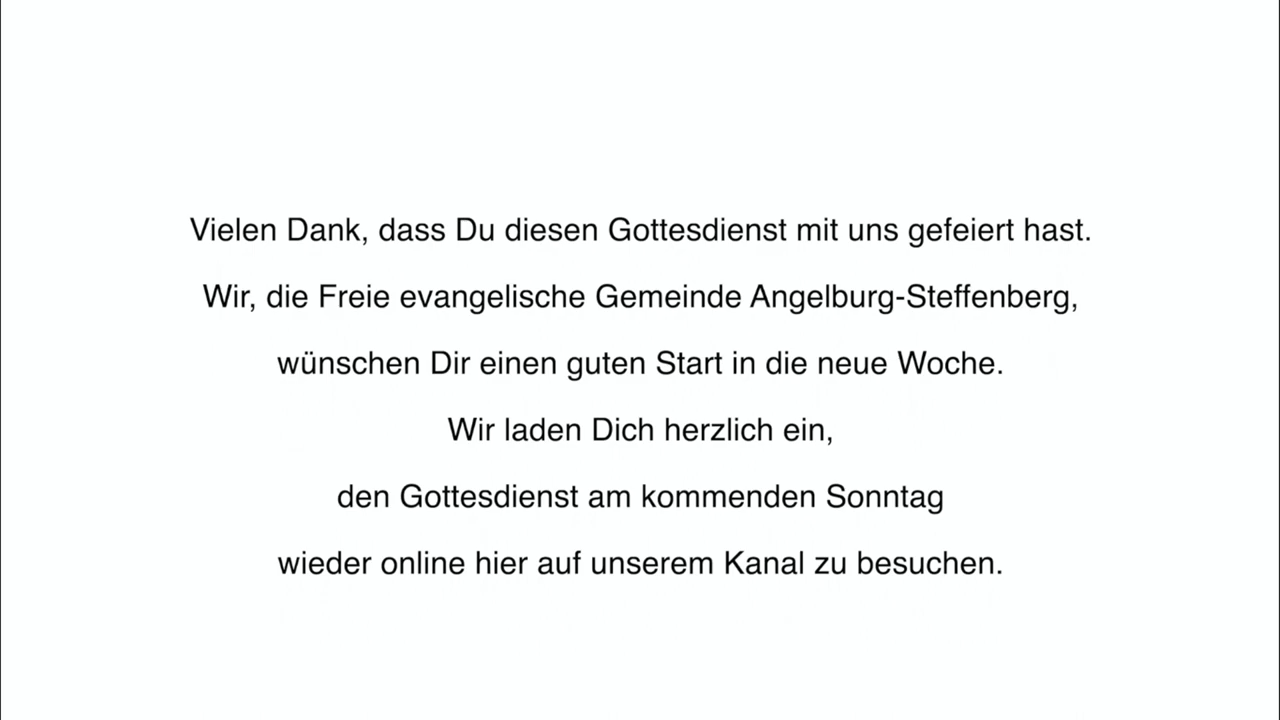 Vielen Dank, dass Du diesen Gottesdienst mit uns gefeiert hast.
Wir, die Freie evangelische Gemeinde Angelburg-Steffenberg,
wünschen Dir einen guten Start in die neue Woche.
Wir laden Dich herzlich ein,
den Gottesdienst am kommenden Sonntag
wieder online hier auf unserem Kanal zu besuchen.